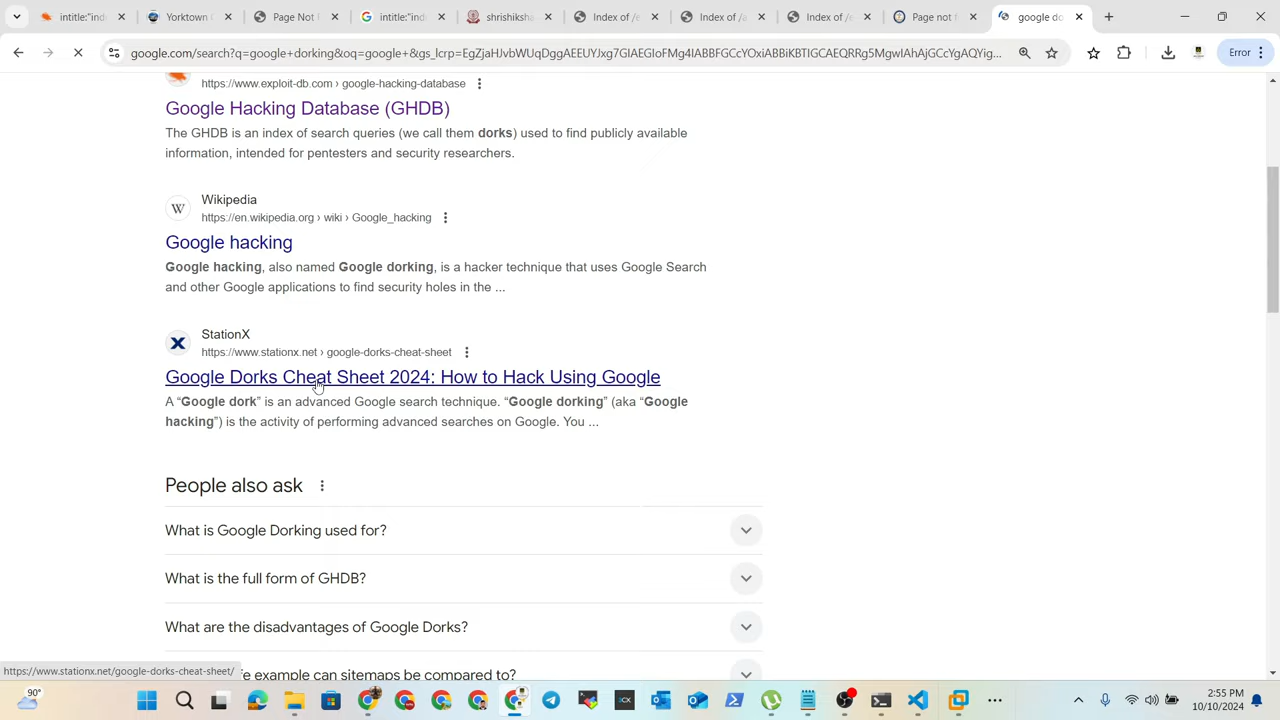 intitle:"ind
Yorktown C
Page Not F
intitle:"inde
shrishiksha
Index of /e
Index of /a
Index of /e
Page not fo
google do
google.com/search?q=google+dorking&oq=google+&gs_lcrp=EgZjaHJvbWUqDggAEEUYJxg7GIAEGIoFMg4IABBFGCcYOxiABBiKBTIGCAEQRRg5MgwIAhAjGCcYgAQYig...
Error
https://www.exploit-db.com › google-hacking-database
Google Hacking Database (GHDB)
The GHDB is an index of search queries (we call them dorks) used to find publicly available
information, intended for pentesters and security researchers.
Wikipedia
W
https://en.wikipedia.org › wiki › Google_hacking
Google hacking
Google hacking, also named Google dorking, is a hacker technique that uses Google Search
and other Google applications to find security holes in the ...
StationX
X
https://www.stationx.net › google-dorks-cheat-sheet
Google Dorks Cheat Sheet 2024: How to Hack Using Google
A “Google dork” is an advanced Google search technique. “Google dorking” (aka “Google
hacking”) is the activity of performing advanced searches on Google. You ...
People also ask
What is Google Dorking used for?
What is the full form of GHDB?
What are the disadvantages of Google Dorks?
fe example can sitemaps be compared to?
https://www.stationx.net/google-dorks-cheat-sheet/
90°
2:55 PM
10/10/2024